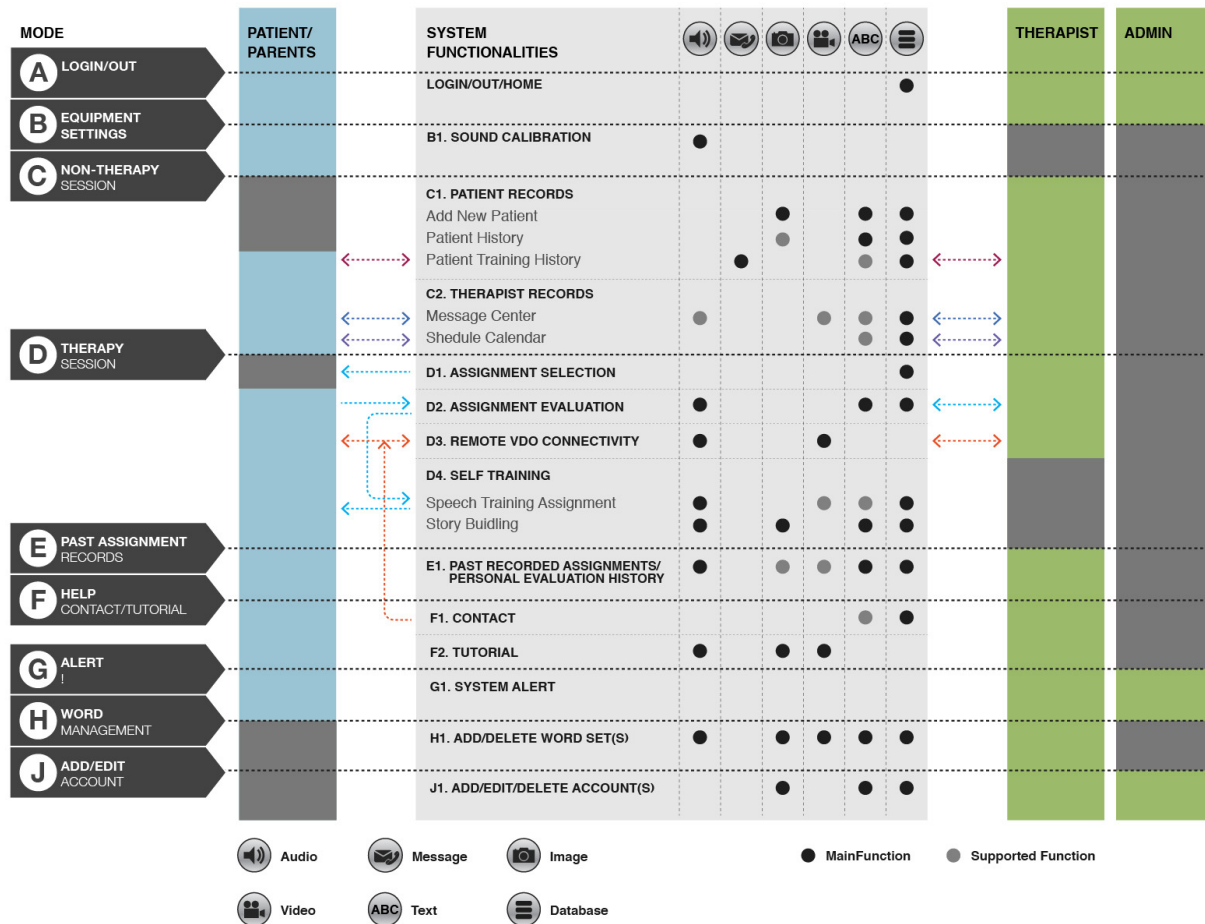 MODE
PATIENT/
PARENTS
SYSTEM
FUNCTIONALITIES
ABC
THERAPIST
ADMIN
A LOGIN/OUT
LOGIN/OUT/HOME
B EQUIPMENT
SETTINGS
B1. SOUND CALIBRATION
C NON-THERAPY
SESSION
C1. PATIENT RECORDS
Add New Patient
Patient History
Patient Training History
C2. THERAPIST RECORDS
Message Center
Shedule Calendar
D THERAPY
SESSION
D1. ASSIGNMENT SELECTION
D2. ASSIGNMENT EVALUATION
D3. REMOTE VDO CONNECTIVITY
D4. SELF TRAINING
Speech Training Assignment
Story Buidling
E PAST ASSIGNMENT
RECORDS
E1. PAST RECORDED ASSIGNMENTS/
PERSONAL EVALUATION HISTORY
F HELP
CONTACT/TUTORIAL
F1. CONTACT
F2. TUTORIAL
G ALERT
!
G1. SYSTEM ALERT
H WORD
MANAGEMENT
H1. ADD/DELETE WORD SET(S)
J ADD/EDIT
ACCOUNT
J1. ADD/EDIT/DELETE ACCOUNT(S)
Audio
Message
Image
MainFunction
Supported Function
Video
ABC Text
Database